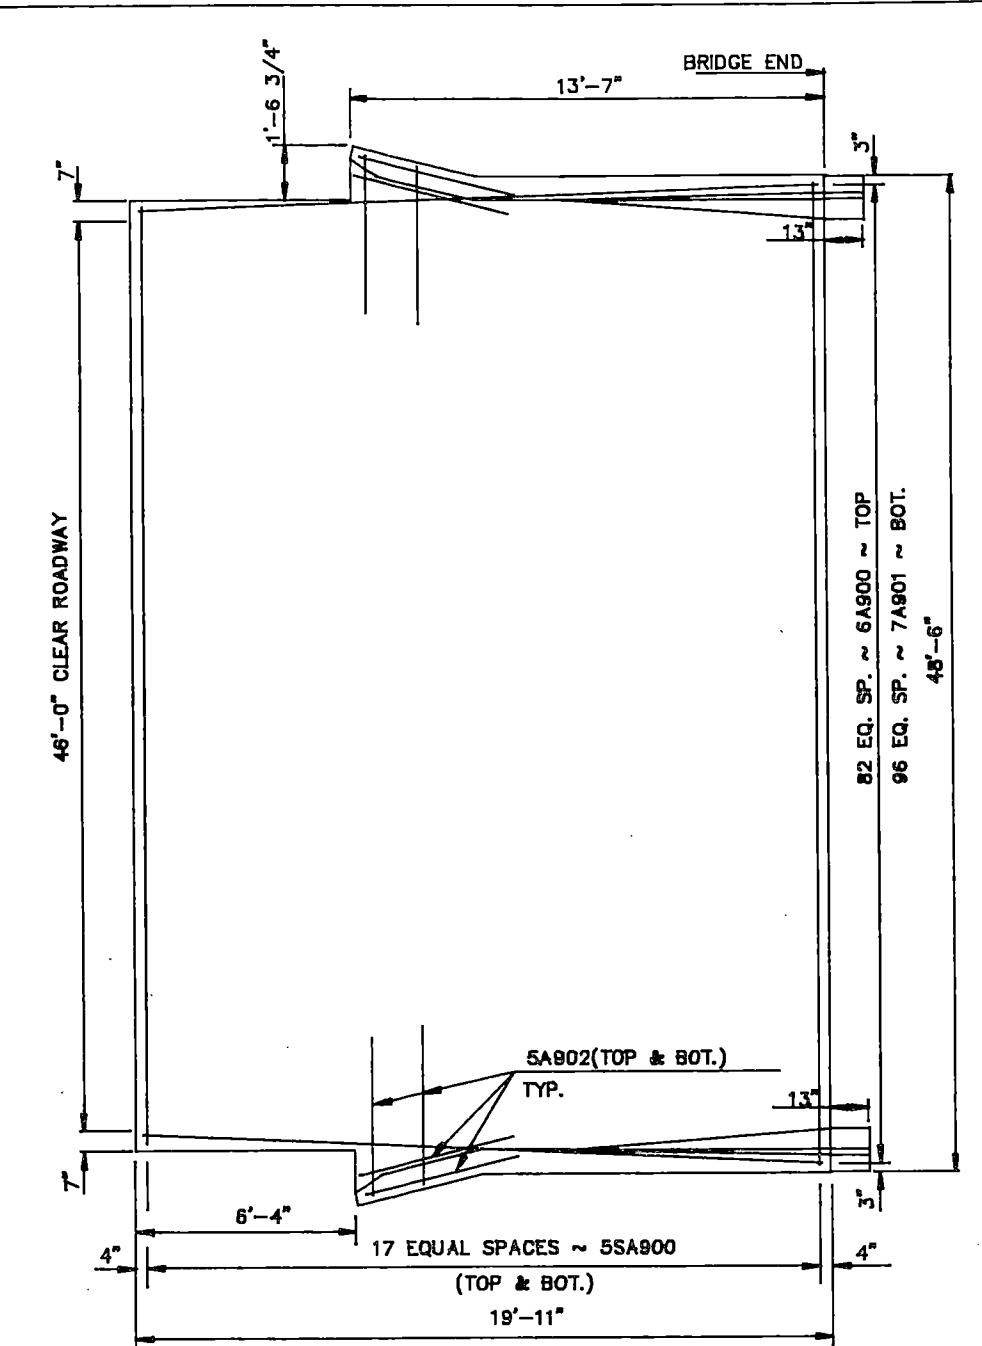 BRIDGE END
13'-7"
1'-6 3/4"
7"
3"
13"
46'-0" CLEAR ROADWAY
82 EQ. SP. ~ 6A900 ~ TOP
96 EQ. SP. ~ 7A901 ~ BOT.
48'-6"
5A902(TOP & BOT.)
TYP.
13"
7"
3"
6'-4"
17 EQUAL SPACES ~ 5SA900
(TOP & BOT.)
4"
4"
19'-11"